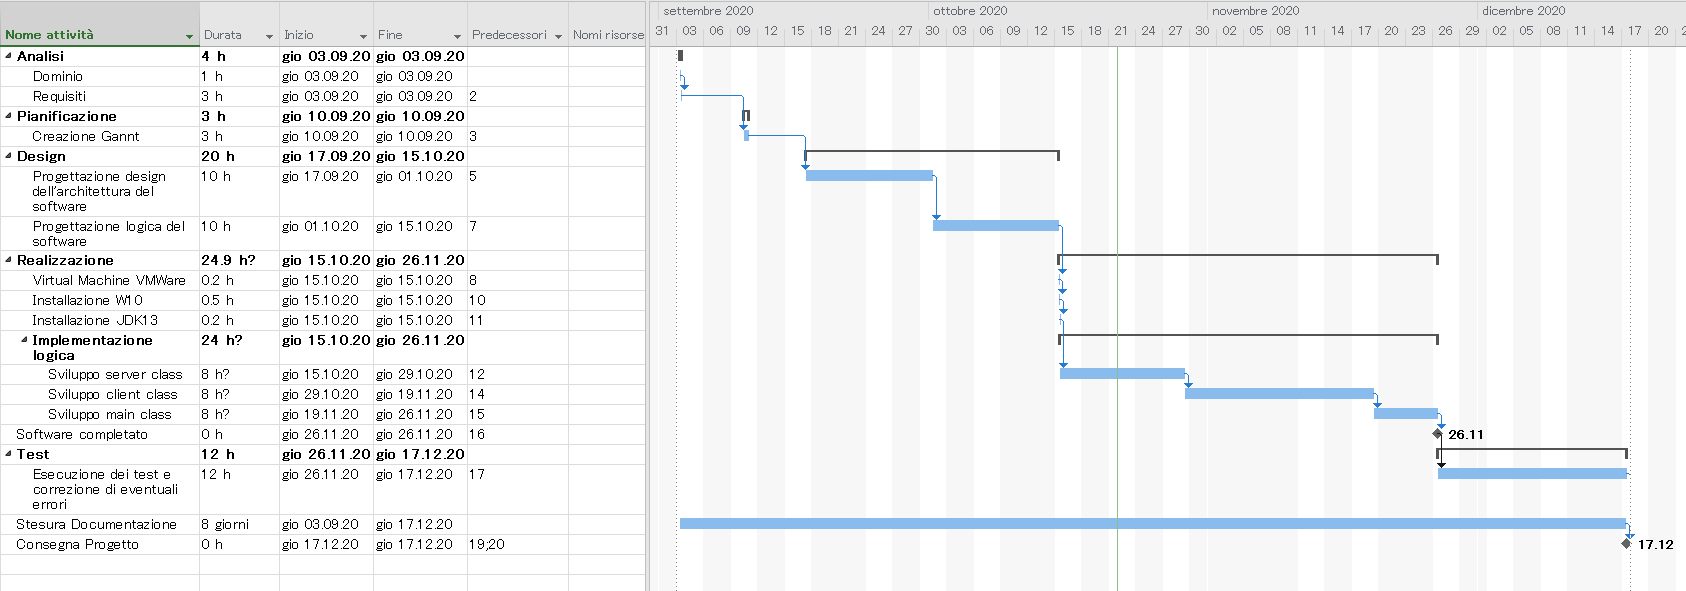 settembre 2020 ottobre 2020 novembre 2020 dicembre 2020
Nome attività Durata Inizio Fine Predecessori Nomi risorse 31 03 06 09 12 15 18 21 24 27 30 03 06 09 12 15 18 21 24 27 30 02 05 08 11 14 17 20 23 26 29 02 05 08 11 14 17 20
Analisi 4 h gio 03.09.20 gio 03.09.20
Dominio 1 h gio 03.09.20 gio 03.09.20
Requisiti 3 h gio 03.09.20 gio 03.09.20 2
Pianificazione 3 h gio 10.09.20 gio 10.09.20
Creazione Gannt 3 h gio 10.09.20 gio 10.09.20 3
Design 20 h gio 17.09.20 gio 15.10.20
Progettazione design 10 h gio 17.09.20 gio 01.10.20 5
dell'architettura del
software
Progettazione logica del 10 h gio 01.10.20 gio 15.10.20 7
software
Realizzazione 24.9 h? gio 15.10.20 gio 26.11.20
Virtual Machine VMWare 0.2 h gio 15.10.20 gio 15.10.20 8
Installazione W10 0.5 h gio 15.10.20 gio 15.10.20 10
Installazione JDK13 0.2 h gio 15.10.20 gio 15.10.20 11
Implementazione 24 h? gio 15.10.20 gio 26.11.20
logica
Sviluppo server class 8 h? gio 15.10.20 gio 29.10.20 12
Sviluppo client class 8 h? gio 29.10.20 gio 19.11.20 14
Sviluppo main class 8 h? gio 19.11.20 gio 26.11.20 15
Software completato 0 h gio 26.11.20 gio 26.11.20 16 26.11
Test 12 h gio 26.11.20 gio 17.12.20
Esecuzione dei test e 12 h gio 26.11.20 gio 17.12.20 17
correzione di eventuali
errori
Stesura Documentazione 8 giorni gio 03.09.20 gio 17.12.20
Consegna Progetto 0 h gio 17.12.20 gio 17.12.20 19;20 17.12